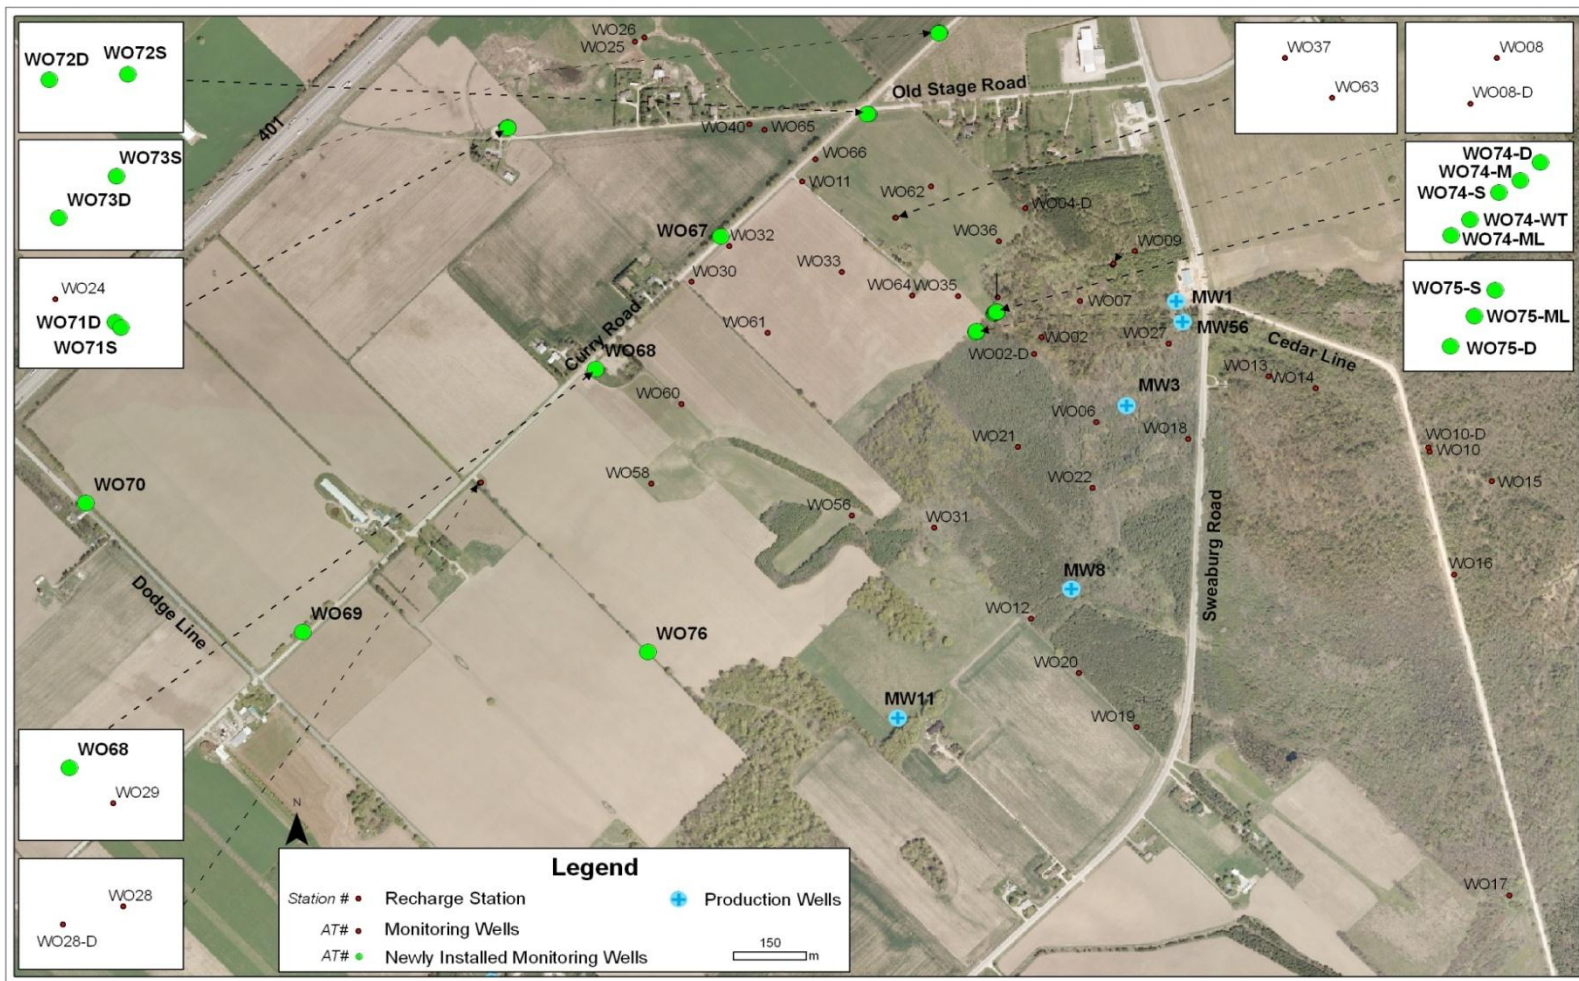 WO72D
WO72S
WO73S
WO73D
WO24
WO71D
WO71S
WO26
WO25
401
Old Stage Road
WO40
WO65
WO66
WO11
WO62
WO04-D
WO36
WO09
WO37
WO63
WO08
WO08-D
WO74-D
WO74-M
WO74-S
WO74-WT
WO74-ML
WO75-S
WO75-ML
WO75-D
WO67
WO32
WO30
WO33
WO64
WO35
WO07
MW1
MW56
WO61
WO02
WO02-D
WO27
Cedar Line
Curry Road
WO68
WO13
WO14
WO60
MW3
WO06
WO18
WO21
WO10-D
WO10
WO58
WO22
WO15
WO70
WO56
WO31
Sweaburg Road
WO16
MW8
Dodge Line
WO69
WO12
WO76
WO20
MW11
WO19
WO68
WO29
N
WO28
WO28-D
WO17
Legend
Station # Recharge Station
Production Wells
AT# Monitoring Wells
AT# Newly Installed Monitoring Wells
150
m